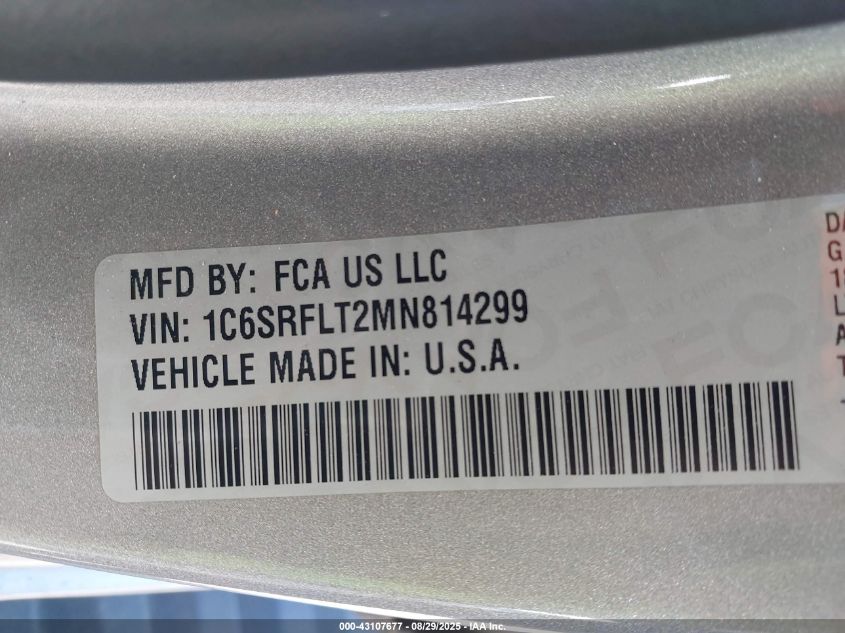 MFD BY: FCA US LLC
VIN: 1C6SRFLT2MN814299
VEHICLE MADE IN: U.S.A.
000-43107677 - 08/29/2025 - IAA Inc.